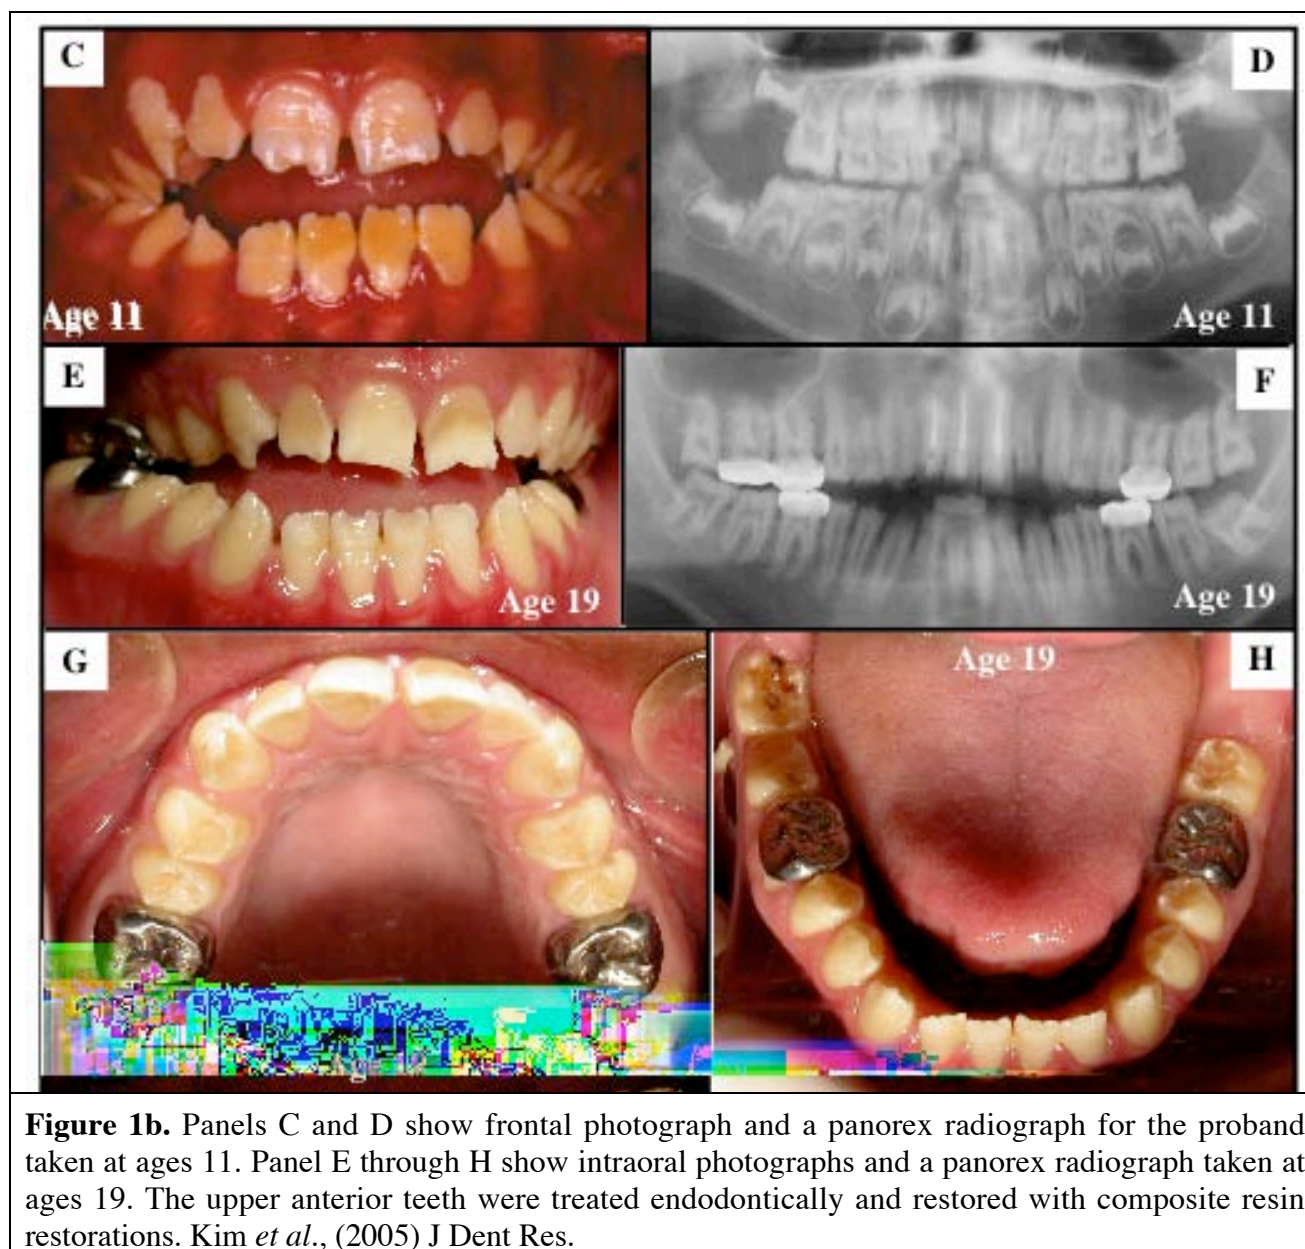 C
D
Age 11
Age 11
E
F
Age 19
Age 19
G
Age 19
H
Figure 1b. Panels C and D show frontal photograph and a panorex radiograph for the proband
taken at ages 11. Panel E through H show intraoral photographs and a panorex radiograph taken at
ages 19. The upper anterior teeth were treated endodontically and restored with composite resin
restorations. Kim et al., (2005) J Dent Res.